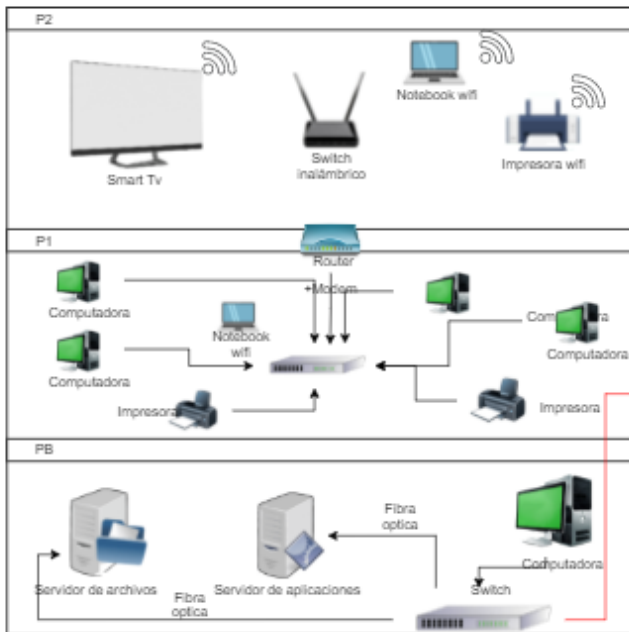 P2
Smart Tv
Switch
inalámbrico
Notebook wifi
Impresora wifi
P1
Router
+Modem
Computadora
Notebook
wifi
Computadora
Impresora
Computadora
Computadora
Impresora
PB
Servidor de archivos
Fibra
optica
Servidor de aplicaciones
Fibra
optica
Computadora
Switch